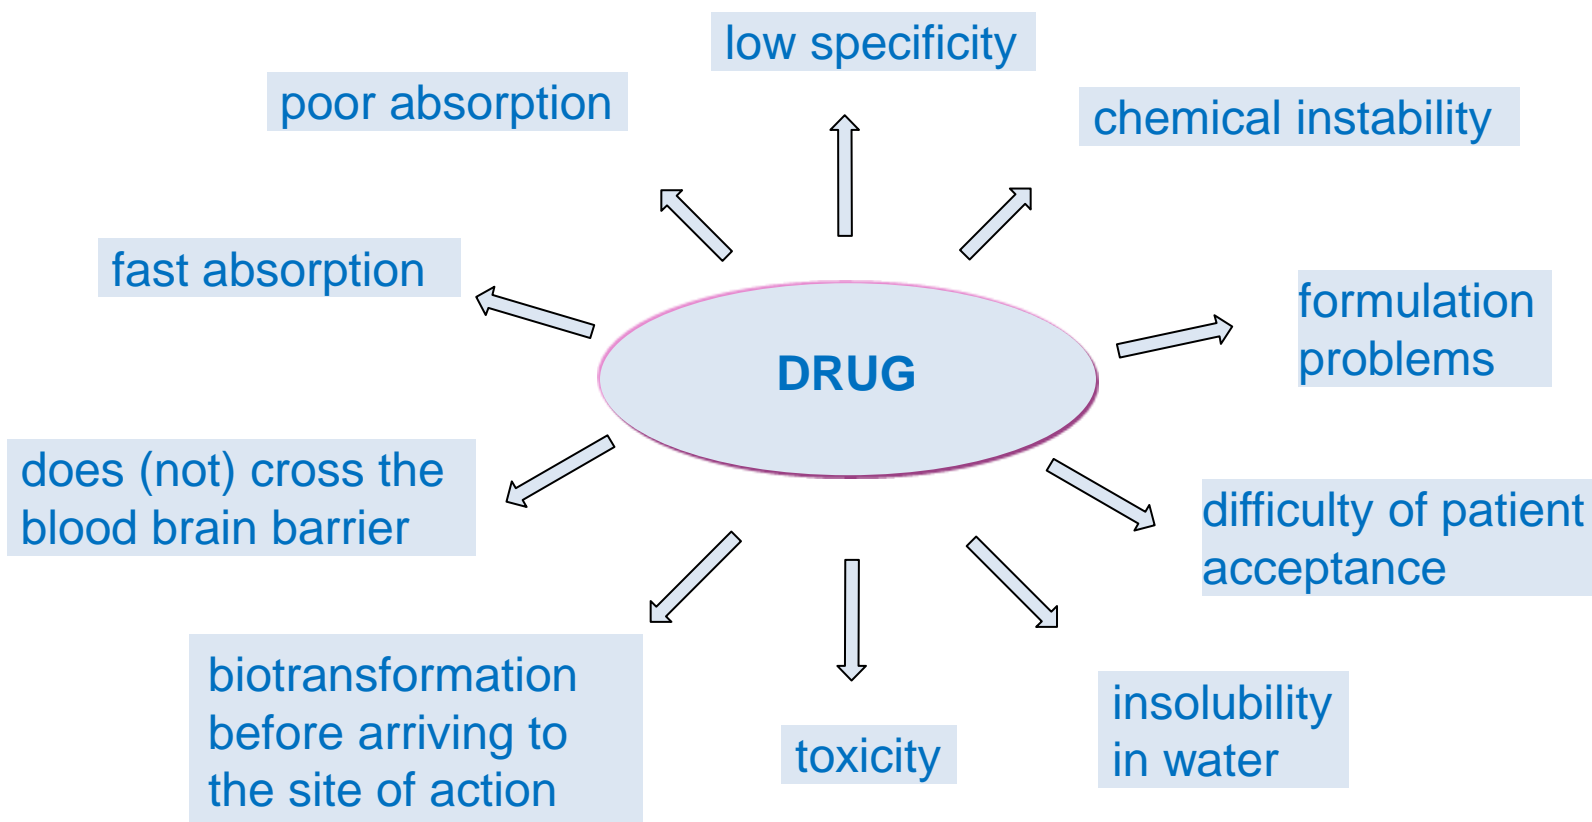 low specificity
poor absorption
chemical instability
fast absorption
formulation
problems
DRUG
does (not) cross the
blood brain barrier
difficulty of patient
acceptance
biotransformation
before arriving to
the site of action
toxicity
insolubility
in water